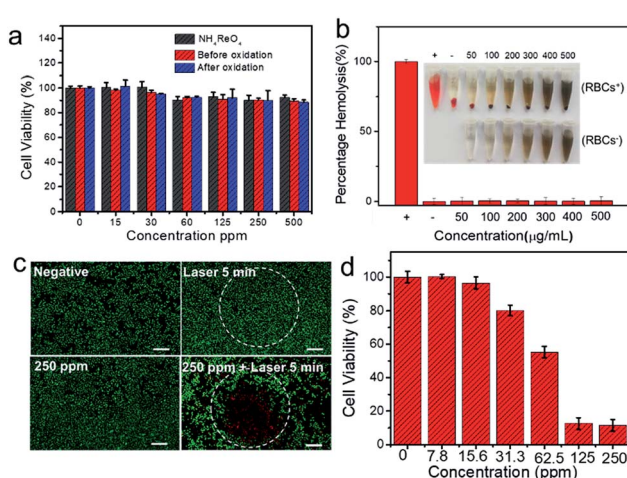 a
140
120
100
80
60
40
20
0
Cell Viability (%)
NH4ReO4
Before oxidation
After oxidation
0 15 30 60 125 250 500
Concentration ppm
b
100
75
50
25
0
Percentage Hemolysis(%)
+ - 50 100 200 300 400 500
(RBCs+)
(RBCs-)
+ - 50 100 200 300 400 500
Concentration(μg/mL)
c
Negative
Laser 5 min
250 ppm
250 ppm + Laser 5 min
d
120
100
80
60
40
20
0
Cell Viability (%)
0 7.8 15.6 31.3 62.5 125 250
Concentration (ppm)